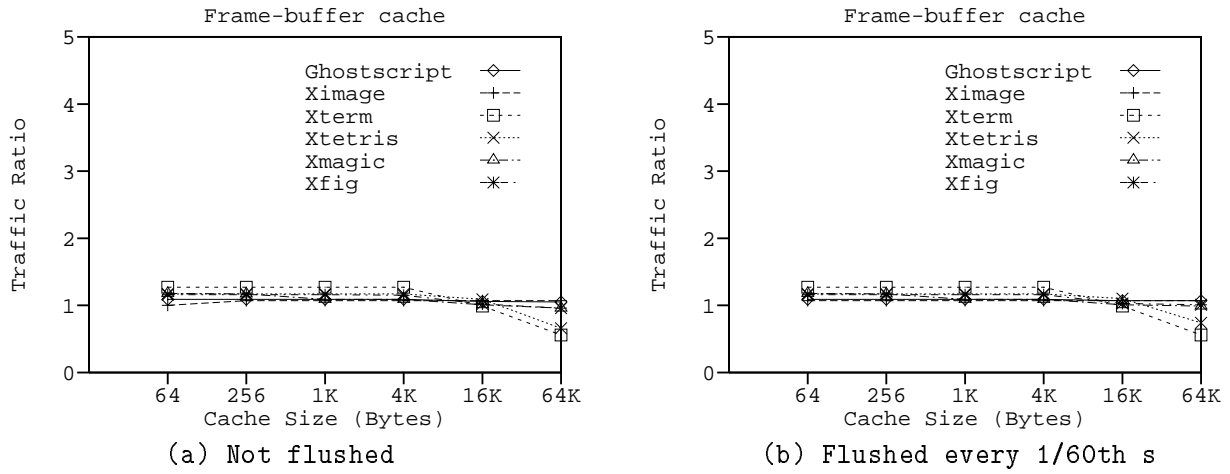 Frame-buffer cache
5
4
3
2
1
0
Traffic Ratio
Ghostscript
Ximage
Xterm
Xtetris
Xmagic
Xfig
64 256 1K 4K 16K 64K
Cache Size (Bytes)
(a) Not flushed
Frame-buffer cache
5
4
3
2
1
0
Traffic Ratio
Ghostscript
Ximage
Xterm
Xtetris
Xmagic
Xfig
64 256 1K 4K 16K 64K
Cache Size (Bytes)
(b) Flushed every 1/60th s